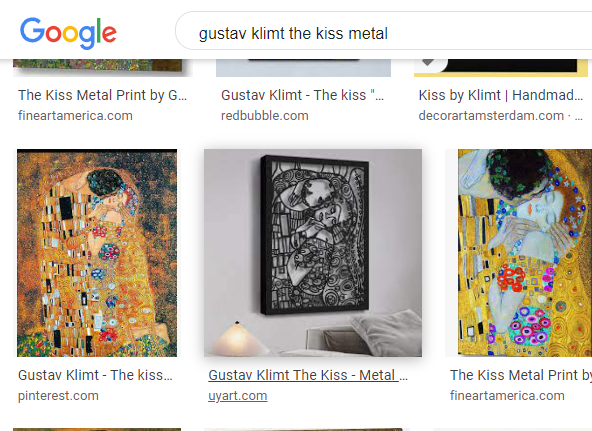 Google
gustav klimt the kiss metal
The Kiss Metal Print by G...
Gustav Klimt - The kiss "...
Kiss by Klimt | Handmad...
fineartamerica.com
redbubble.com
decorartamsterdam.com · ...
Gustav Klimt - The kiss...
Gustav Klimt The Kiss - Metal ...
The Kiss Metal Print by
pinterest.com
uyart.com
fineartamerica.com